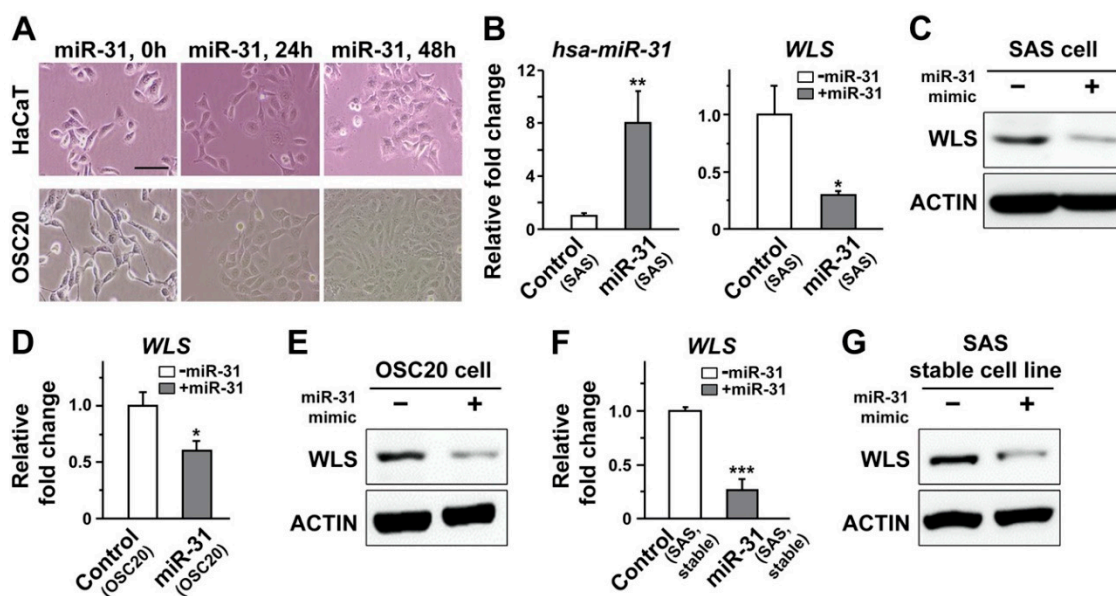 A
miR-31, 0h
miR-31, 24h
miR-31, 48h
HaCaT
OSC20
B
hsa-miR-31
Relative fold change
12
8
4
0
**
Control
(SAS)
miR-31
(SAS)
WLS
-miR-31
+miR-31
1.0
0.5
0
*
Control
(SAS)
miR-31
(SAS)
C
SAS cell
miR-31
mimic
− +
WLS
ACTIN
D
WLS
-miR-31
+miR-31
Relative
fold change
1.0
0.5
0
*
Control
(OSC20)
miR-31
(OSC20)
E
OSC20 cell
miR-31
mimic
− +
WLS
ACTIN
F
WLS
-miR-31
+miR-31
Relative
fold change
1.0
0.5
0
***
Control
(SAS,
stable)
miR-31
(SAS,
stable)
G
SAS
stable cell line
miR-31
mimic
− +
WLS
ACTIN